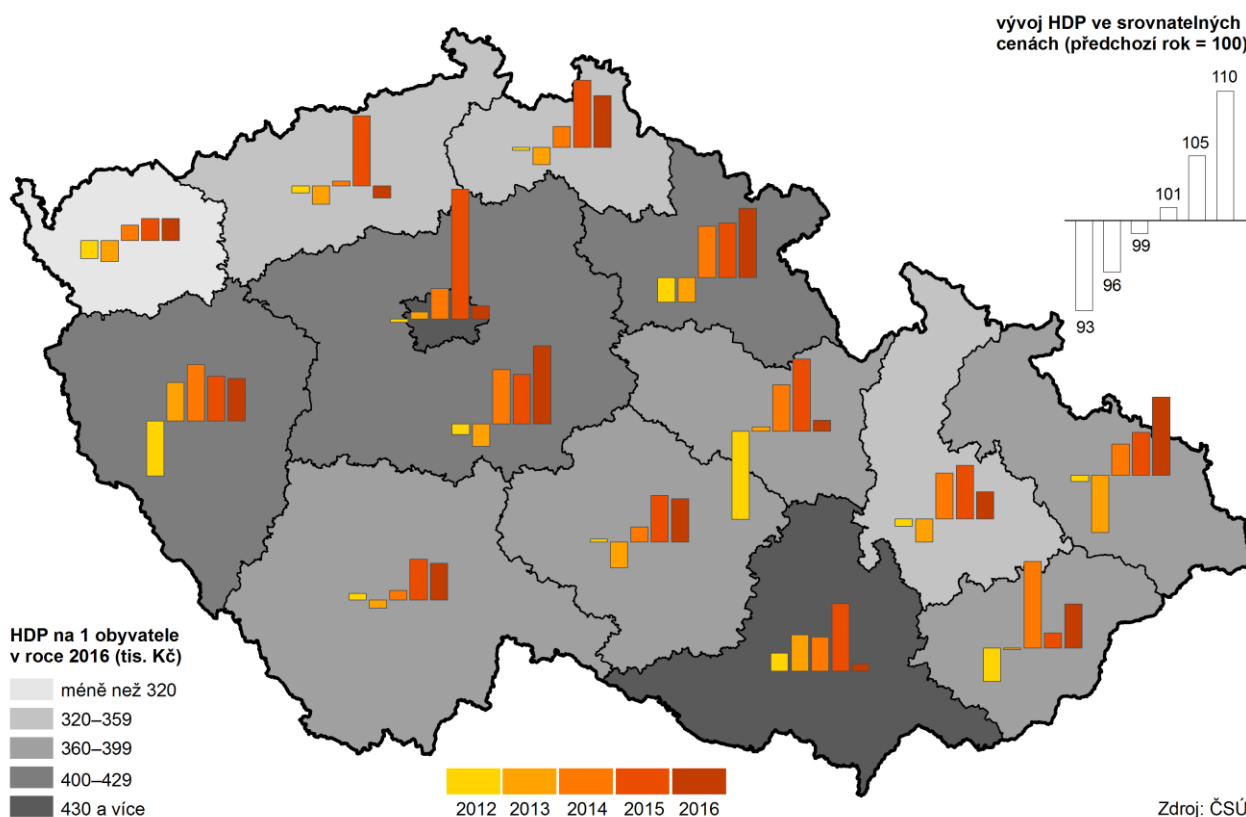 vývoj HDP ve srovnatelných
cenách (předchozí rok = 100)
110
105
101
99
96
93
HDP na 1 obyvatele
v roce 2016 (tis. Kč)
méně než 320
320–359
360–399
400–429
430 a více
2012 2013 2014 2015 2016
Zdroj: ČSÚ